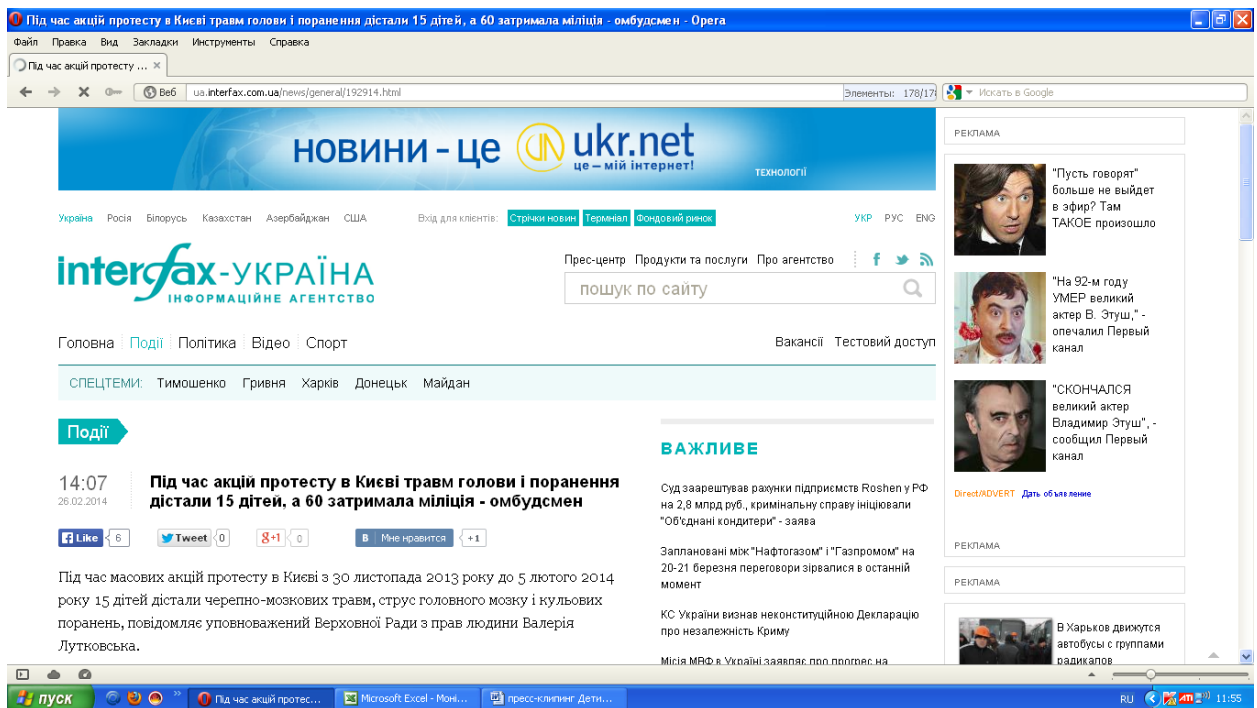 Під час акцій протесту в Києві травм голови і поранення дістали 15 дітей, а 60 затримала міліція - омбудсмен - Opera
Файл Правка Вид Закладки Инструменты Справка
Під час акцій протесту ...
Веб ua.interfax.com.ua/news/general/192914.html Элементы: 178/178 Искать в Google
НОВИНИ - ЦЕ ukr.net
це – мій інтернет!
ТЕХНОЛОГІЇ
Україна Росія Білорусь Казахстан Азербайджан США Вхід для клієнтів: Стрічки новин Термінал Фондовий ринок УКР РУС ENG
interfax-УКРАЇНА
ІНФОРМАЦІЙНЕ АГЕНТСТВО
Прес-центр Продукти та послуги Про агентство
пошук по сайту
Головна Події Політика Відео Спорт Вакансії Тестовий доступ
СПЕЦТЕМИ: Тимошенко Гривня Харків Донецьк Майдан
Події
14:07
26.02.2014
Під час акцій протесту в Києві травм голови і поранення
дістали 15 дітей, а 60 затримала міліція - омбудсмен
Like 6 Tweet 0 g+1 0 B Мне нравится +1
Під час масових акцій протесту в Києві з 30 листопада 2013 року до 5 лютого 2014
року 15 дітей дістали черепно-мозкових травм, струс головного мозку і кульових
поранень, повідомляє уповноважений Верховної Ради з прав людини Валерія
Лутковська.
ВАЖЛИВЕ
Суд заарештував рахунки підприємств Roshen у РФ
на 2,8 млрд руб., кримінальну справу ініціювали
"Об'єднані кондитери" - заява
Заплановані між "Нафтогазом" і "Газпромом" на
20-21 березня переговори зірвалися в останній
момент
КС України визнав неконституційною Декларацію
про незалежність Криму
Місія МВФ в Україні заявляє про прогрес на
РЕКЛАМА
"Пусть говорят"
больше не выйдет
в эфир? Там
ТАКОЕ произошло
"На 92-м году
УМЕР великий
актер В. Этуш," -
опечалил Первый
канал
"СКОНЧАЛСЯ
великий актер
Владимир Этуш", -
сообщил Первый
канал
Direct/ADVERT Дать объявление
РЕКЛАМА
РЕКЛАМА
В Харьков движутся
автобусы с группами
радикалов
пуск Під час акцій протес... Microsoft Excel - Моні... пресс-клипинг Дети... RU 11:55